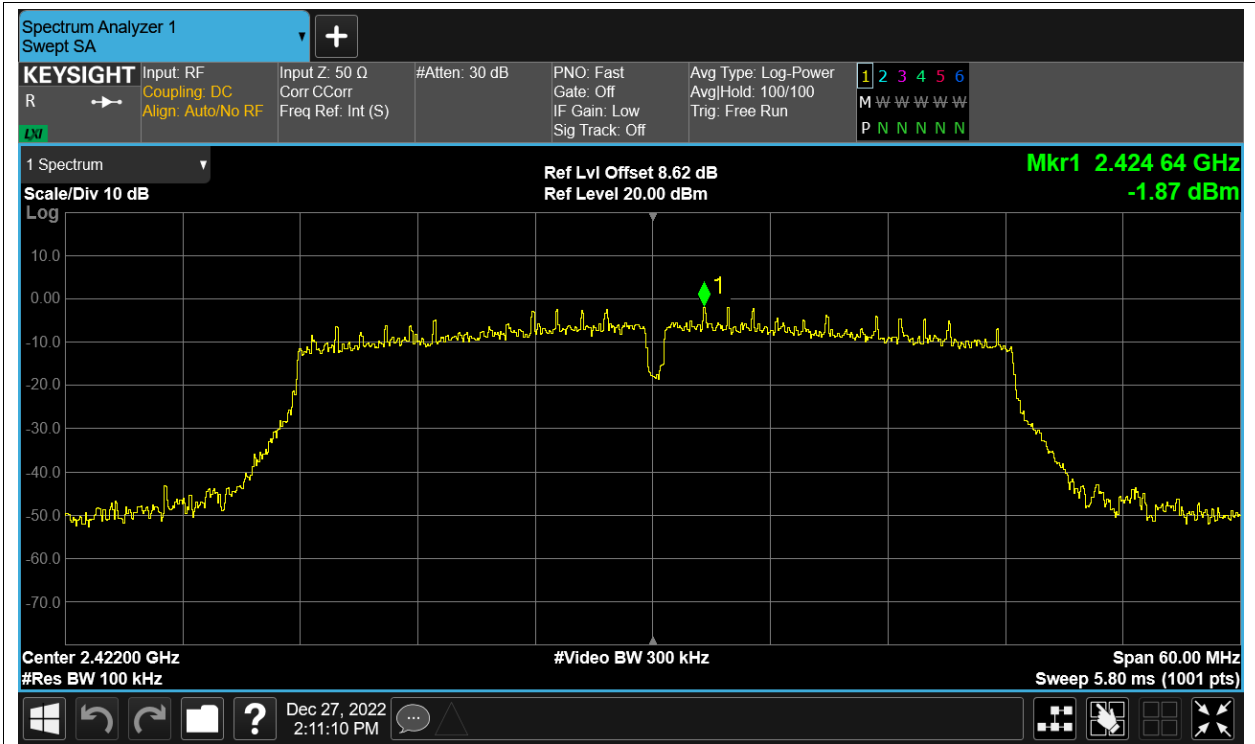 Spectrum Analyzer 1
Swept SA
KEYSIGHT
R
LXI
Input: RF
Coupling: DC
Align: Auto/No RF
Input Z: 50 Ω
Corr CCorr
Freq Ref: Int (S)
#Atten: 30 dB
PNO: Fast
Gate: Off
IF Gain: Low
Sig Track: Off
Avg Type: Log-Power
Avg|Hold: 100/100
Trig: Free Run
1 2 3 4 5 6
M W W W W W
P N N N N N
1 Spectrum
Scale/Div 10 dB
Log
Ref Lvl Offset 8.62 dB
Ref Level 20.00 dBm
Mkr1 2.424 64 GHz
-1.87 dBm
10.0
0.00
-10.0
-20.0
-30.0
-40.0
-50.0
-60.0
-70.0
1
Center 2.42200 GHz
#Res BW 100 kHz
#Video BW 300 kHz
Span 60.00 MHz
Sweep 5.80 ms (1001 pts)
?
Dec 27, 2022
2:11:10 PM